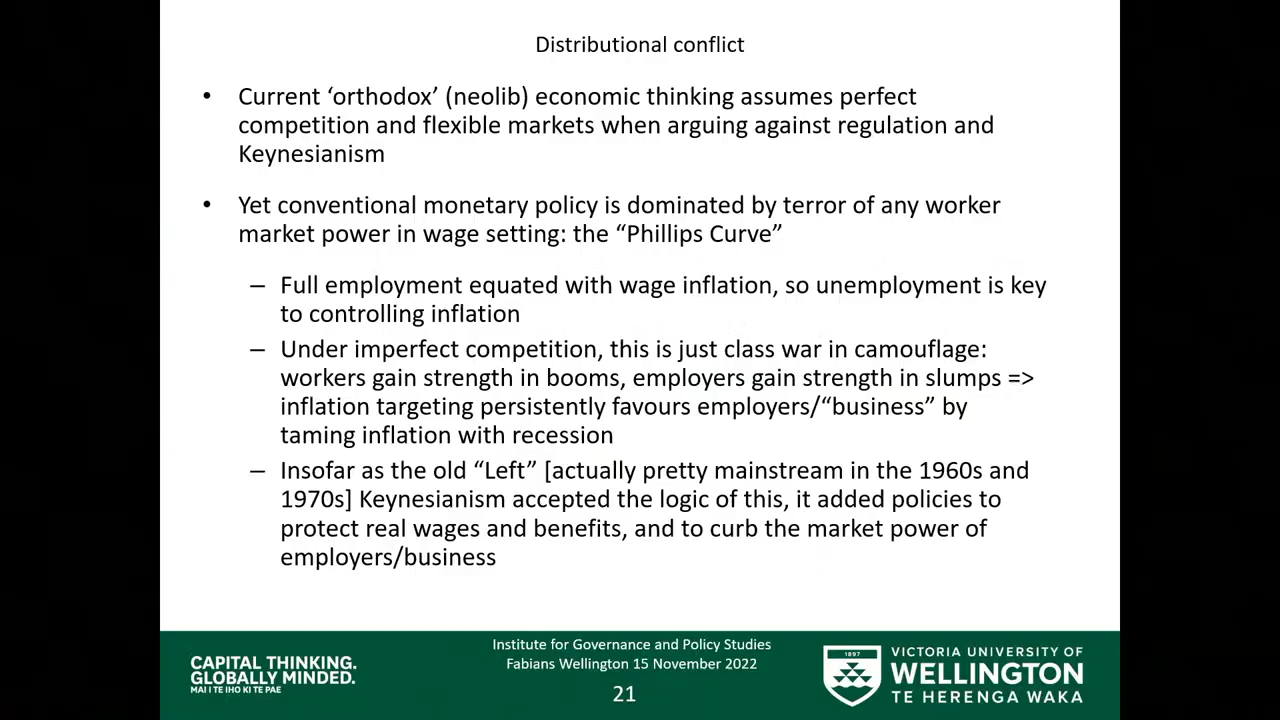 Distributional conflict
• Current ‘orthodox’ (neolib) economic thinking assumes perfect
competition and flexible markets when arguing against regulation and
Keynesianism
• Yet conventional monetary policy is dominated by terror of any worker
market power in wage setting: the “Phillips Curve”
– Full employment equated with wage inflation, so unemployment is key
to controlling inflation
– Under imperfect competition, this is just class war in camouflage:
workers gain strength in booms, employers gain strength in slumps =>
inflation targeting persistently favours employers/“business” by
taming inflation with recession
– Insofar as the old “Left” [actually pretty mainstream in the 1960s and
1970s] Keynesianism accepted the logic of this, it added policies to
protect real wages and benefits, and to curb the market power of
employers/business
CAPITAL THINKING.
GLOBALLY MINDED.
MAI I TE IHO KI TE PAE
Institute for Governance and Policy Studies
Fabians Wellington 15 November 2022
21
1897
VICTORIA UNIVERSITY OF
WELLINGTON
TE HERENGA WAKA